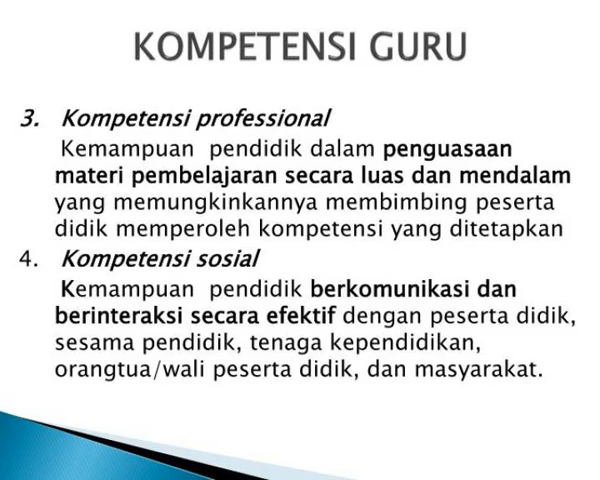 KOMPETENSI GURU
3. Kompetensi professional
Kemampuan pendidik dalam penguasaan
materi pembelajaran secara luas dan mendalam
yang memungkinkannya membimbing peserta
didik memperoleh kompetensi yang ditetapkan
4. Kompetensi sosial
Kemampuan pendidik berkomunikasi dan
berinteraksi secara efektif dengan peserta didik,
sesama pendidik, tenaga kependidikan,
orangtua/wali peserta didik, dan masyarakat.